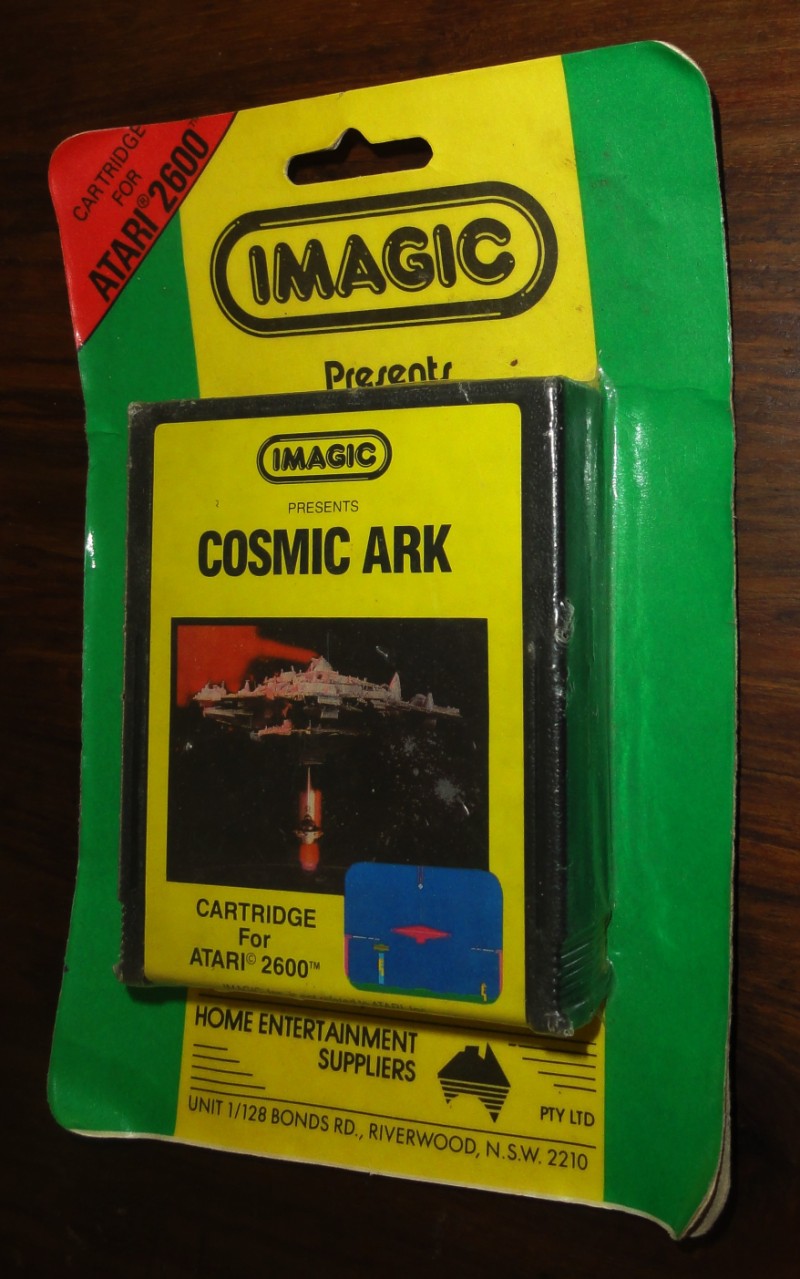 CARTRIDGE
FOR
ATARI® 2600™
IMAGIC
Presents
IMAGIC
PRESENTS
COSMIC ARK
CARTRIDGE
For
ATARI© 2600™
HOME ENTERTAINMENT
SUPPLIERS
PTY LTD
UNIT 1/128 BONDS RD., RIVERWOOD, N.S.W. 2210